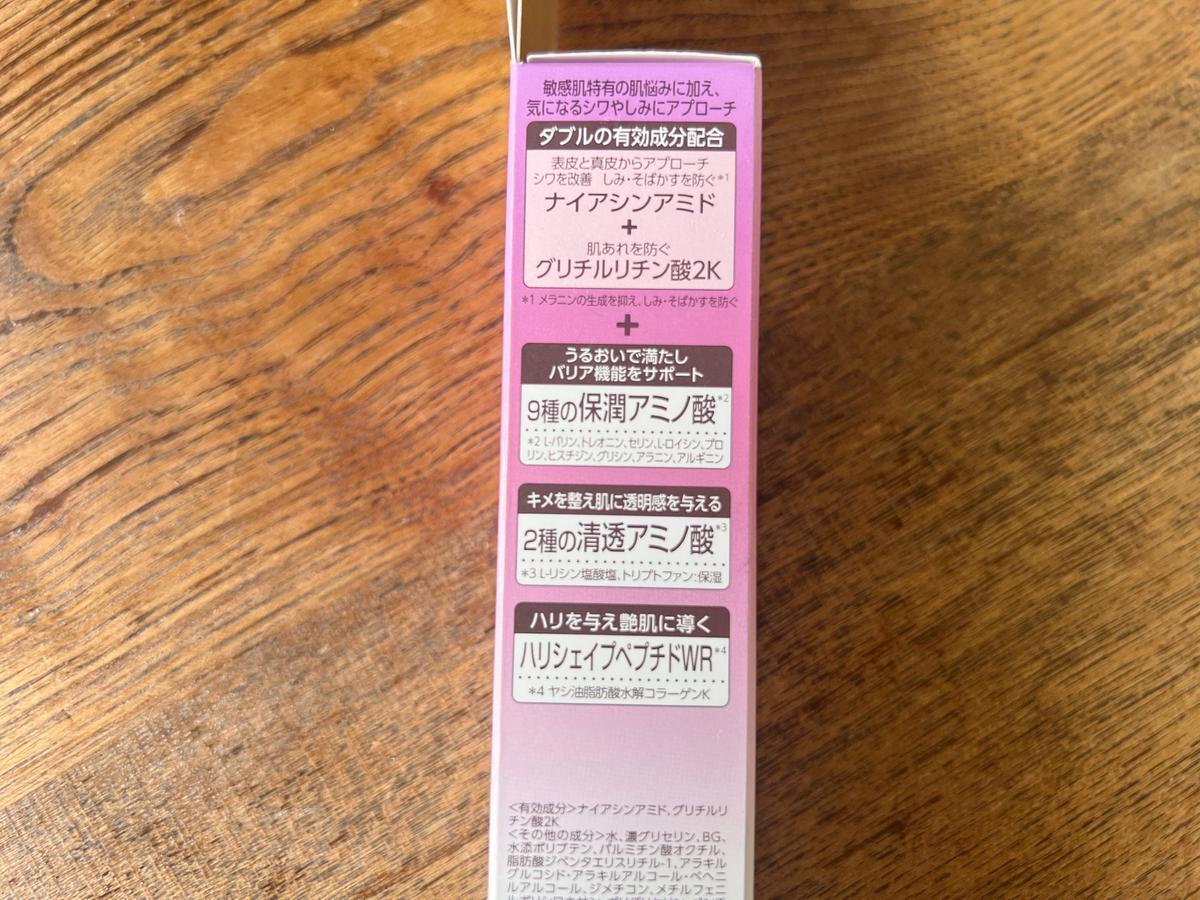 敏感肌特有の肌悩みに加え、
気になるシワやしみにアプローチ
ダブルの有効成分配合
表皮と真皮からアプローチ
シワを改善 しみ・そばかすを防ぐ*1
ナイアシンアミド
+
肌あれを防ぐ
グリチルリチン酸2K
*1 メラニンの生成を抑え、しみ・そばかすを防ぐ
+
うるおいで満たし
バリア機能をサポート
9種の保潤アミノ酸*2
*2 L-バリン、トレオニン、セリン、L-ロイシン、プロ
リン、ヒスチジン、グリシン、アラニン、アルギニン
キメを整え肌に透明感を与える
2種の清透アミノ酸*3
*3 L-リシン塩酸塩、トリプトファン:保湿
ハリを与え艶肌に導く
ハリシェイプペプチドWR*4
*4 ヤシ油脂肪酸水解コラーゲンK
<有効成分>ナイアシンアミド、グリチルリ
チン酸2K
<その他の成分>水、濃グリセリン、BG、
水添ポリブテン、パルミチン酸オクチル、
脂肪酸ジペンタエリスリチル-1、アラキル
グルコシド・アラキルアルコール・ベヘニ
ルアルコール、ジメチコン、メチルフェニ